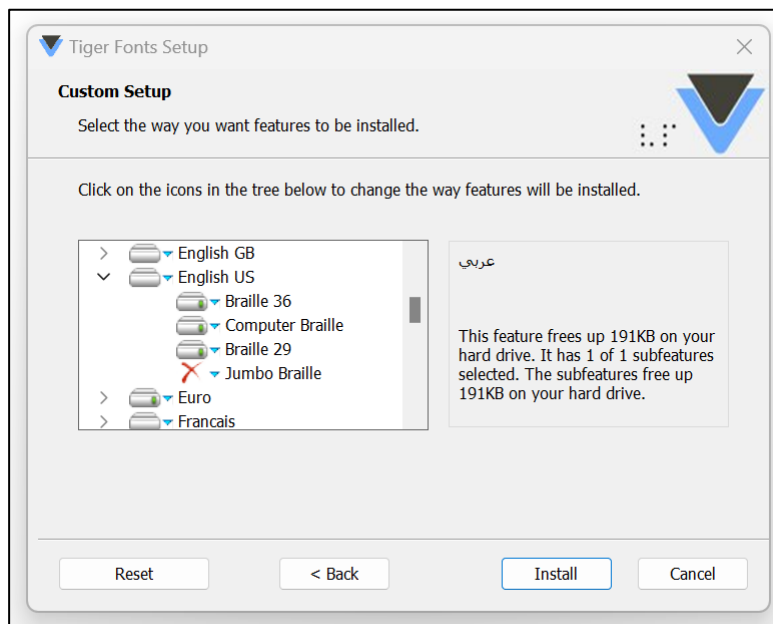 Tiger Fonts Setup
Custom Setup
Select the way you want features to be installed.
Click on the icons in the tree below to change the way features will be installed.
English GB
English US
Braille 36
Computer Braille
Braille 29
Jumbo Braille
Euro
Francais
عربي
This feature frees up 191KB on your
hard drive. It has 1 of 1 subfeatures
selected. The subfeatures free up
191KB on your hard drive.
Reset
< Back
Install
Cancel